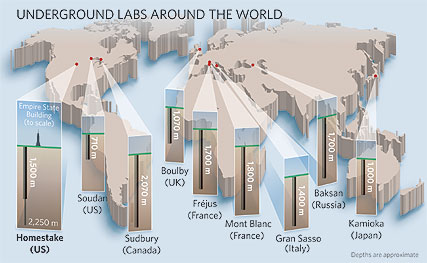 UNDERGROUND LABS AROUND THE WORLD
Empire State
Building
(to scale)
1,500 m
2,250 m
Homestake
(US)
710 m
Soudan
(US)
2,070 m
Sudbury
(Canada)
1,070 m
Boulby
(UK)
1,700 m
Fréjus
(France)
1,800 m
Mont Blanc
(France)
1,400 m
Gran Sasso
(Italy)
1,700 m
Baksan
(Russia)
1,000 m
Kamioka
(Japan)
Depths are approximate